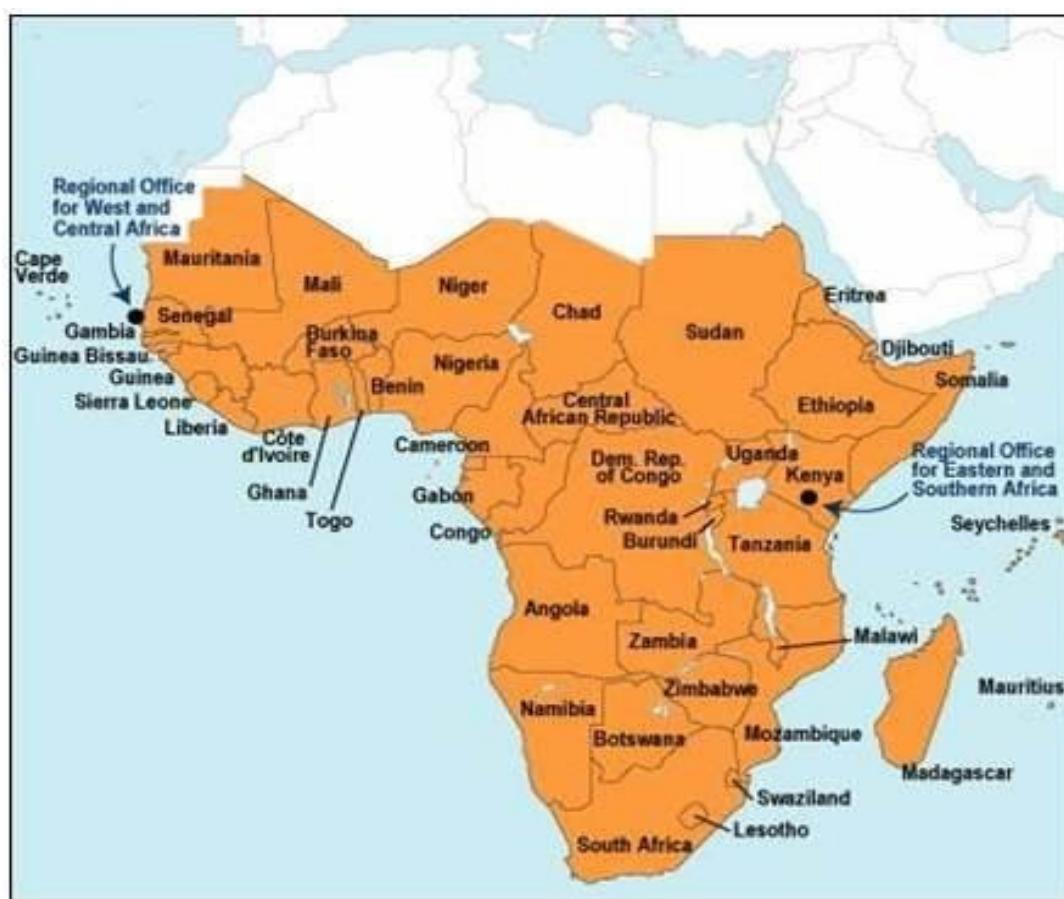 Regional Office
for West and
Central Africa
Cape
Verde
Mauritania
Mali
Niger
Chad
Sudan
Eritrea
Senegal
Gambia
Burkina
Faso
Djibouti
Guinea Bissau
Nigeria
Guinea
Benin
Somalia
Sierra Leone
Central
African Republic
Ethiopia
Liberia
Côte
d'Ivoire
Cameroon
Uganda
Regional Office
for Eastern and
Southern Africa
Dem. Rep.
of Congo
Kenya
Ghana
Gabon
Togo
Rwanda
Congo
Burundi
Tanzania
Seychelles
Angola
Zambia
Malawi
Zimbabwe
Mauritius
Namibia
Botswana
Mozambique
Madagascar
Swaziland
Lesotho
South Africa